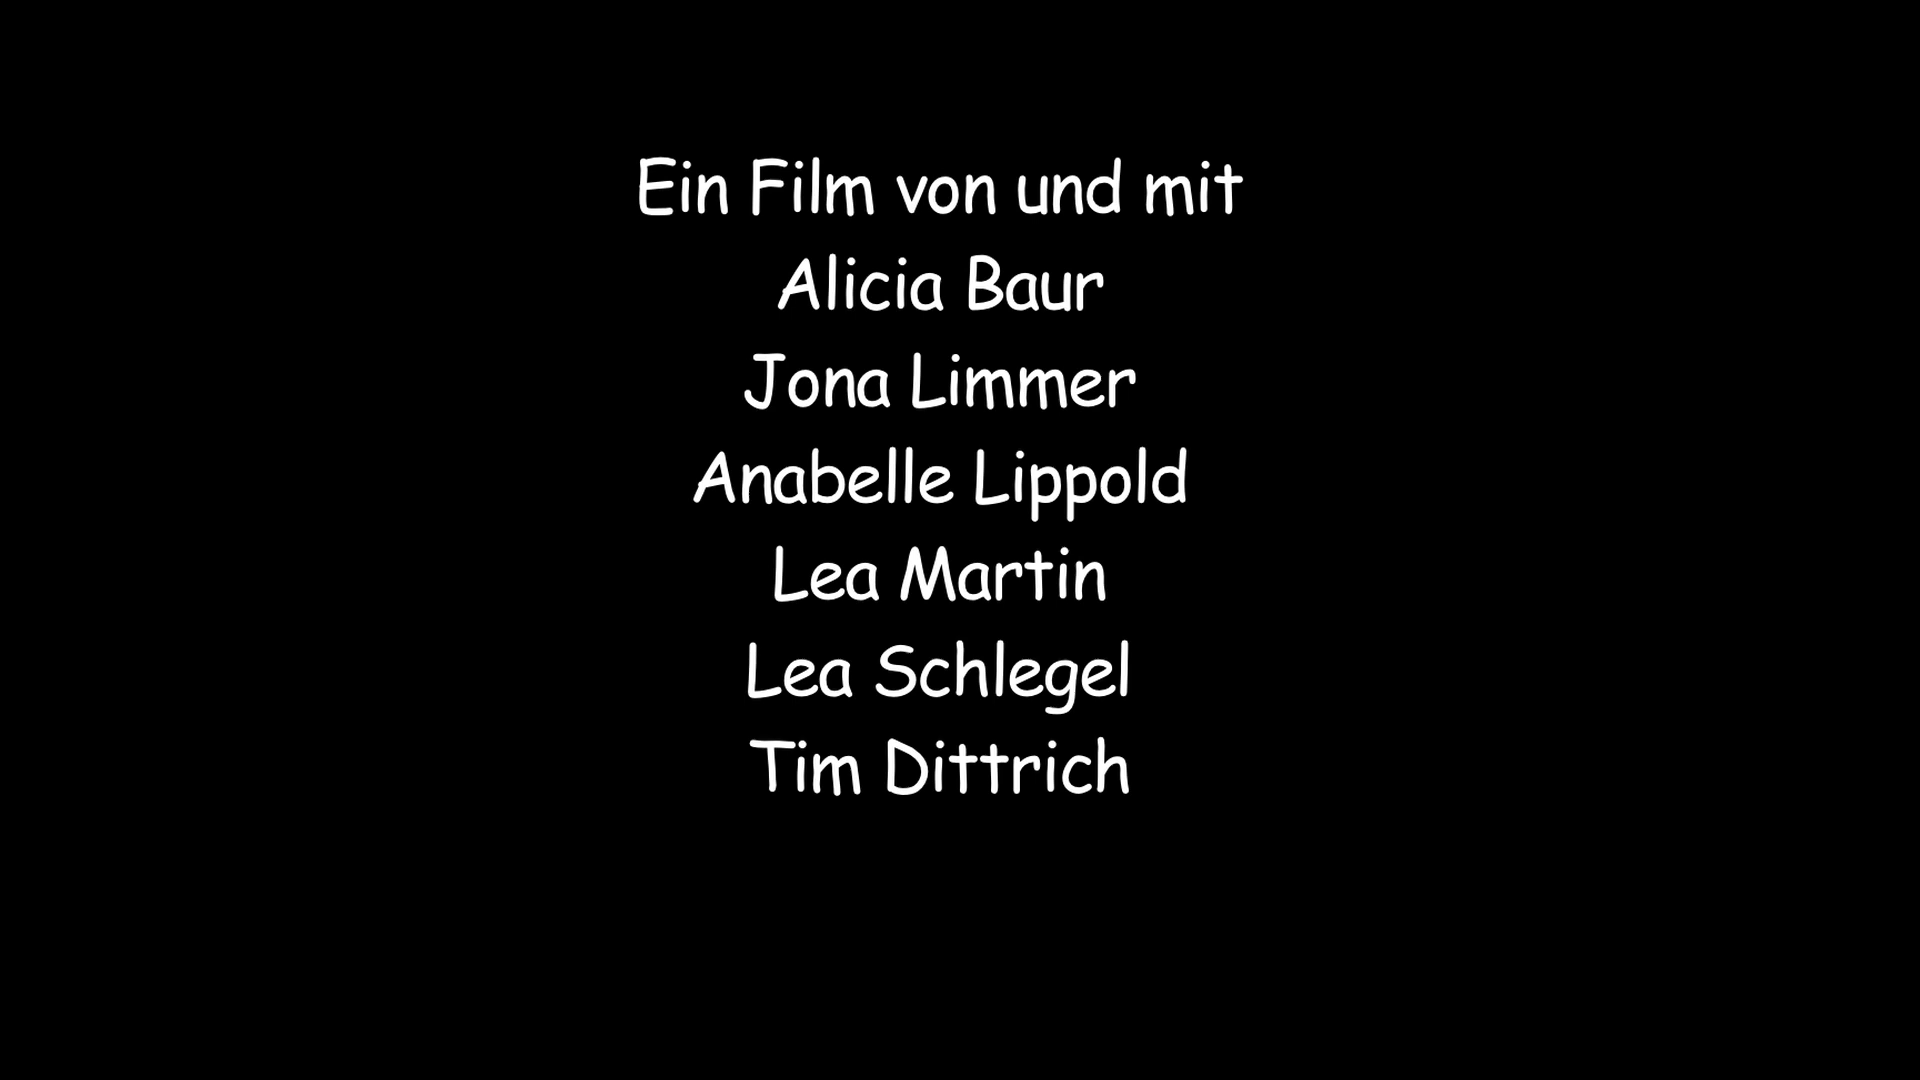 Ein Film von und mit
Alicia Baur
Jona Limmer
Anabelle Lippold
Lea Martin
Lea Schlegel
Tim Dittrich